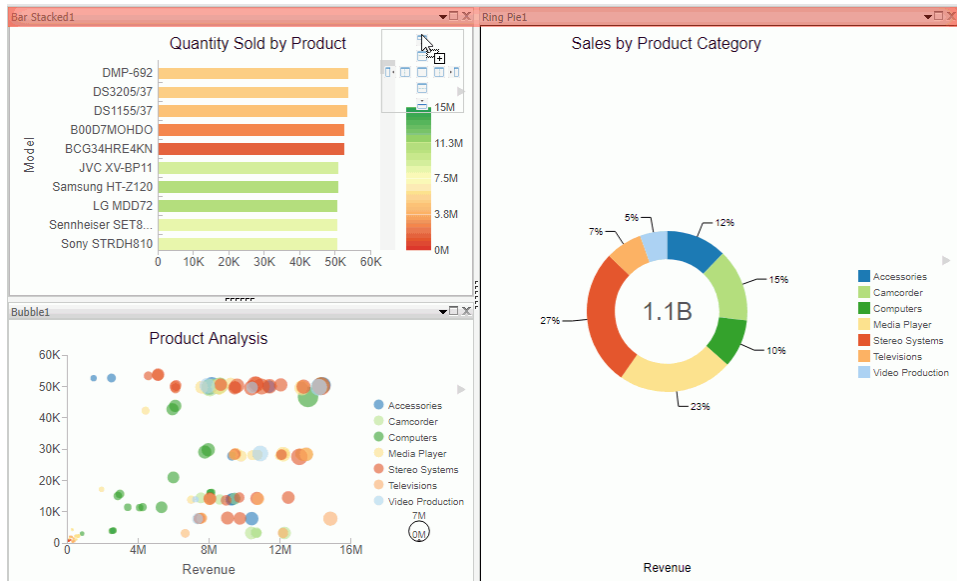 Bar Stacked1
Quantity Sold by Product
Model
DMP-692
DS3205/37
DS1155/37
B00D7MOHDO
BCG34HRE4KN
JVC XV-BP11
Samsung HT-Z120
LG MDD72
Sennheiser SET8...
Sony STRDH810
0 10K 20K 30K 40K 50K 60K
15M
11.3M
7.5M
3.8M
0M
Bubble1
Product Analysis
60K
50K
40K
30K
20K
10K
0
0 4M 8M 12M 16M
Revenue
Accessories
Camcorder
Computers
Media Player
Stereo Systems
Televisions
Video Production
7M
0M
Ring Pie1
Sales by Product Category
5%
12%
7%
15%
27%
1.1B
10%
23%
Accessories
Camcorder
Computers
Media Player
Stereo Systems
Televisions
Video Production
Revenue